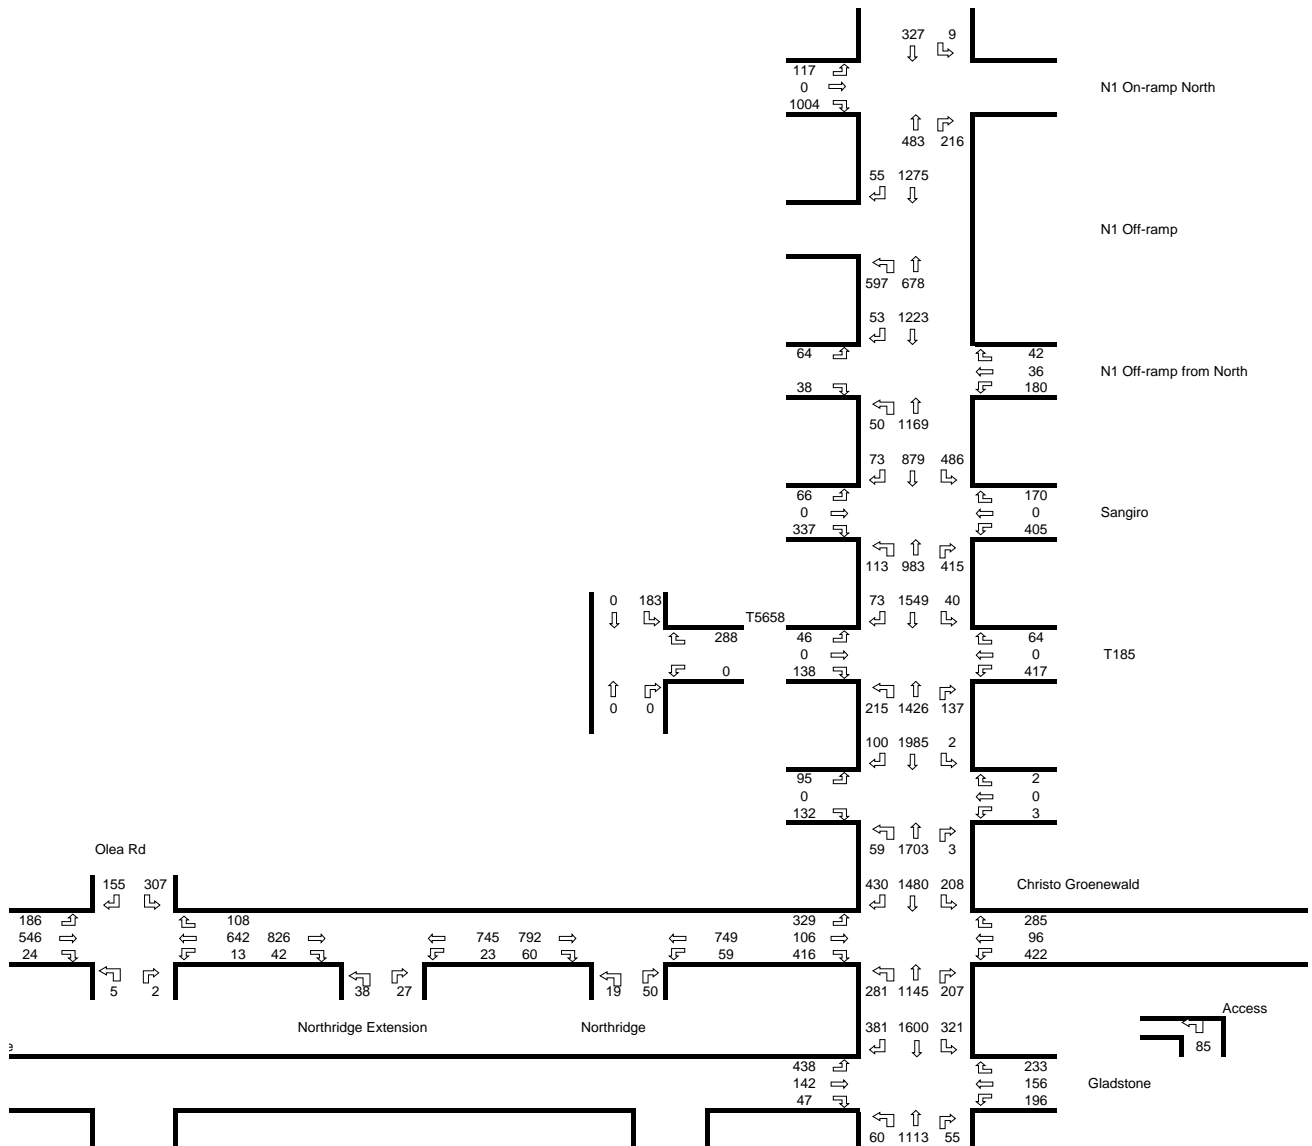 327 9
117
0 N1 On-ramp North
1004
483 216
55 1275
N1 Off-ramp
597 678
53 1223
64 42
36 N1 Off-ramp from North
38 180
50 1169
73 879 486
66 170
0 0 Sangiro
337 405
113 983 415
0 183 73 1549 40
T5658
288 46 64
0 0 T185
0 138 417
0 0 215 1426 137
100 1985 2
95 2
0 0
132 3
59 1703 3
Olea Rd
155 307 430 1480 208 Christo Groenewald
186 108 329 285
546 642 826 745 792 749 106 96
24 13 42 23 60 59 416 422
5 2 38 27 19 50 281 1145 207
Access
Northridge Extension Northridge 381 1600 321
e 85
438 233
142 156 Gladstone
47 196
60 1113 55